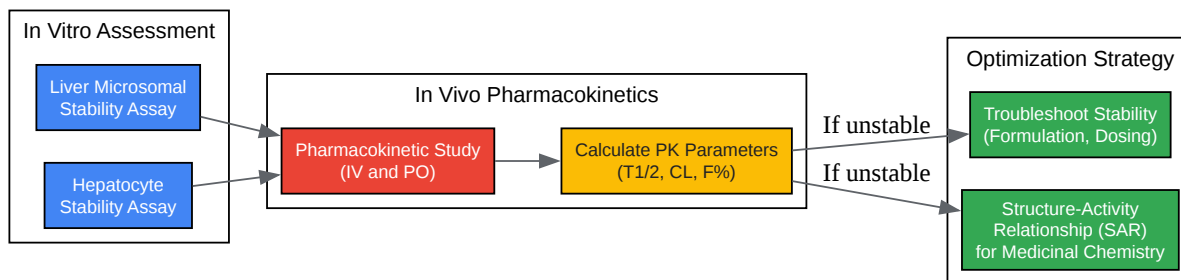 In Vitro Assessment
Liver Microsomal
Stability Assay
Hepatocyte
Stability Assay
In Vivo Pharmacokinetics
Pharmacokinetic Study
(IV and PO)
Calculate PK Parameters
(T1/2, CL, F%)
If unstable
If unstable
Optimization Strategy
Troubleshoot Stability
(Formulation, Dosing)
Structure-Activity
Relationship (SAR)
for Medicinal Chemistry